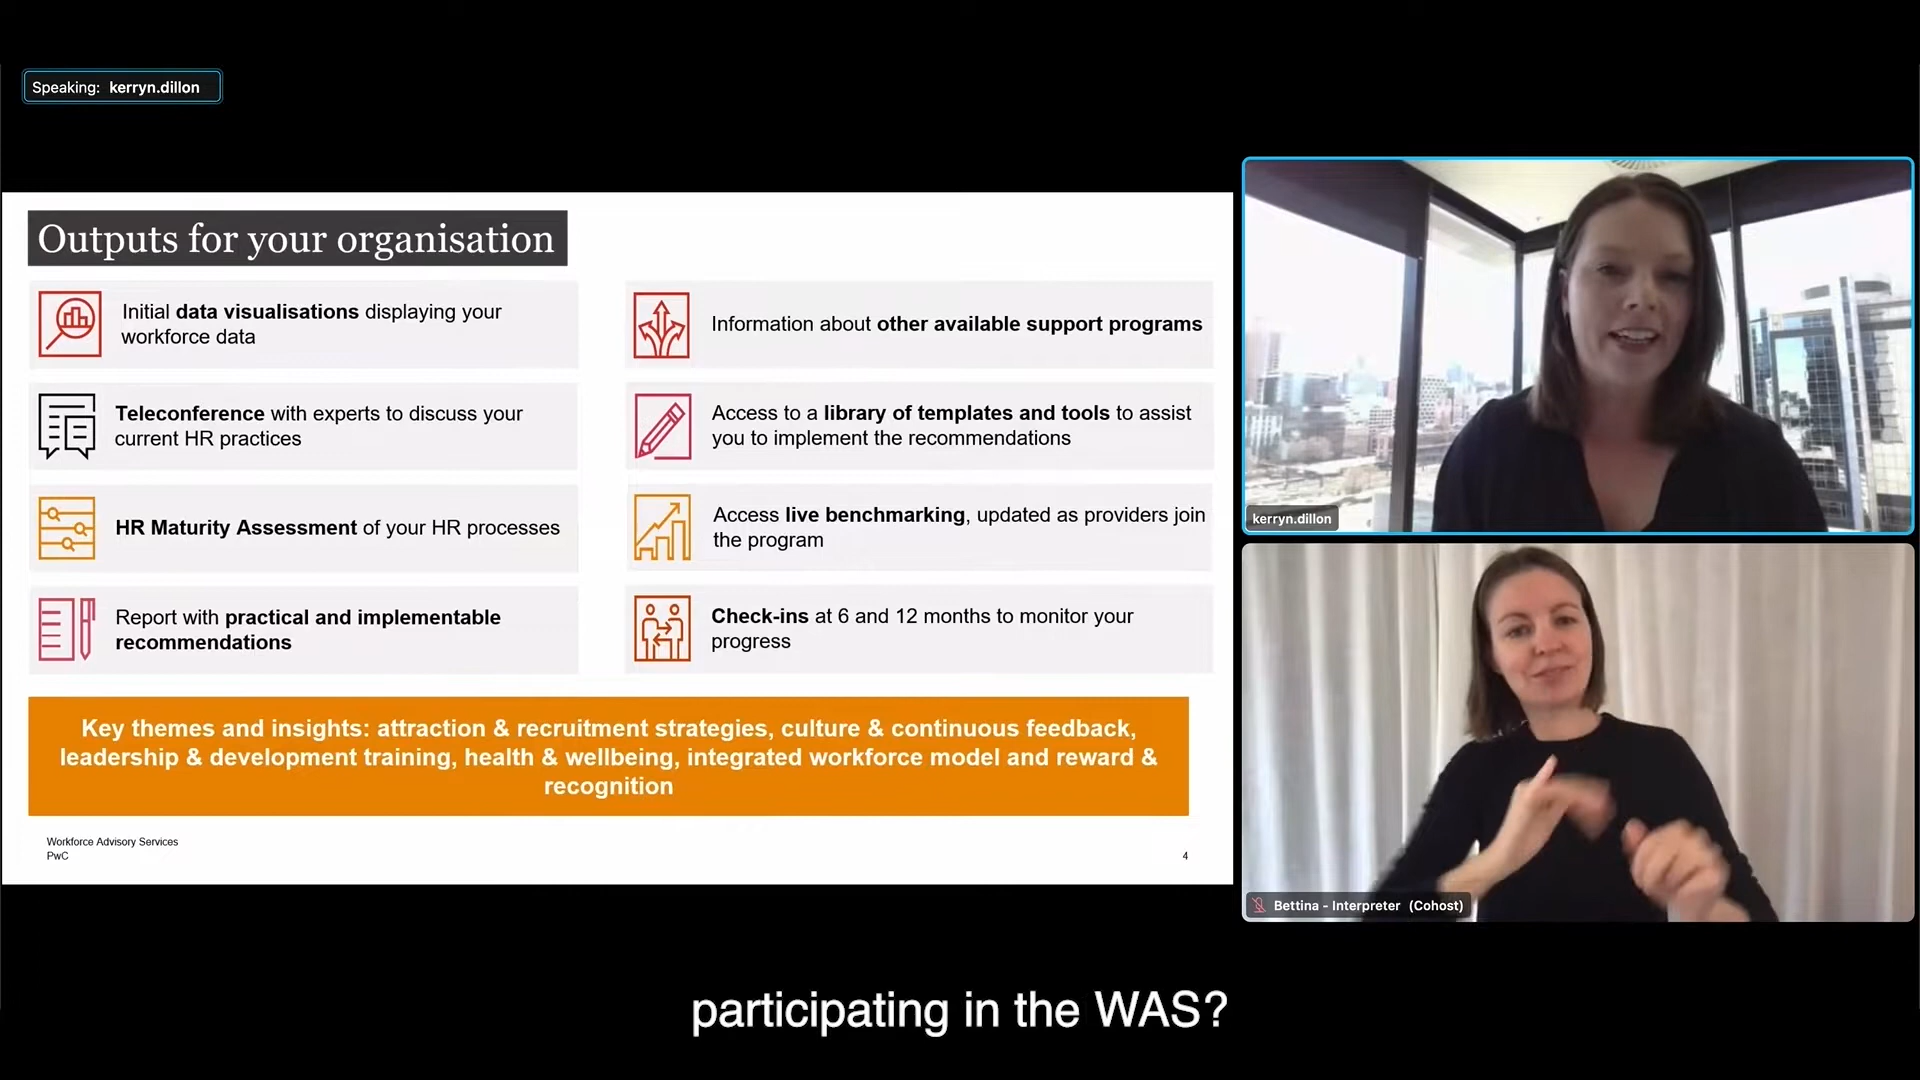 Speaking: kerryn.dillon
Outputs for your organisation
Initial data visualisations displaying your
workforce data
Teleconference with experts to discuss your
current HR practices
HR Maturity Assessment of your HR processes
Report with practical and implementable
recommendations
Information about other available support programs
Access to a library of templates and tools to assist
you to implement the recommendations
Access live benchmarking, updated as providers join
the program
Check-ins at 6 and 12 months to monitor your
progress
Key themes and insights: attraction & recruitment strategies, culture & continuous feedback,
leadership & development training, health & wellbeing, integrated workforce model and reward &
recognition
Workforce Advisory Services
PwC
4
kerryn.dillon
Bettina - Interpreter (Cohost)
participating in the WAS?